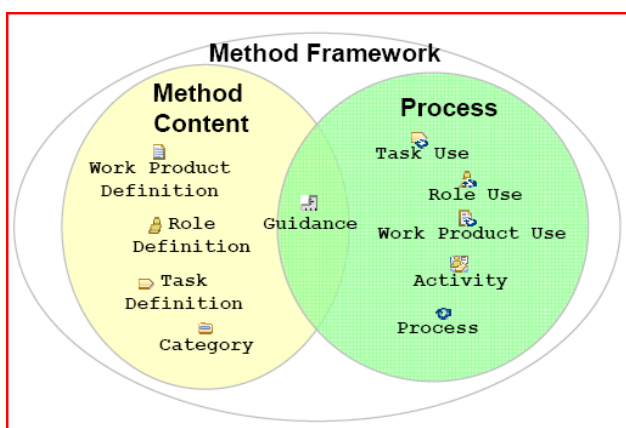 Method Framework
Method
Content
Work Product
Definition
Role
Definition
Task
Definition
Category
Guidance
Process
Task Use
Role Use
Work Product Use
Activity
Process